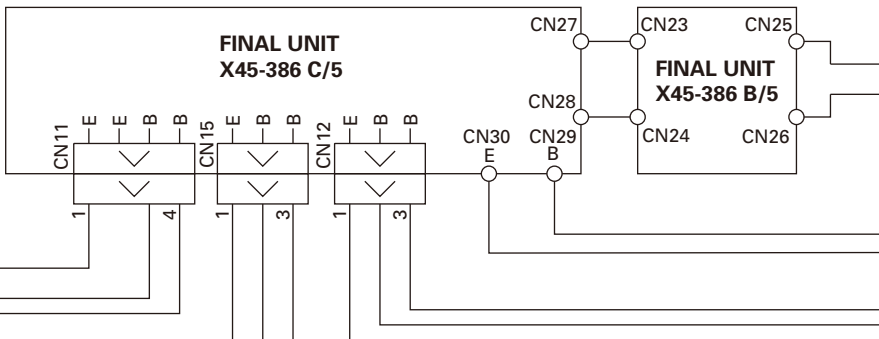 FINAL UNIT
X45-386 C/5
CN27
CN28
CN23
CN25
FINAL UNIT
X45-386 B/5
CN24
CN26
CN11
E
E
B
B
CN15
E
B
B
CN12
E
B
B
CN30
E
CN29
B
1
4
1
3
1
3